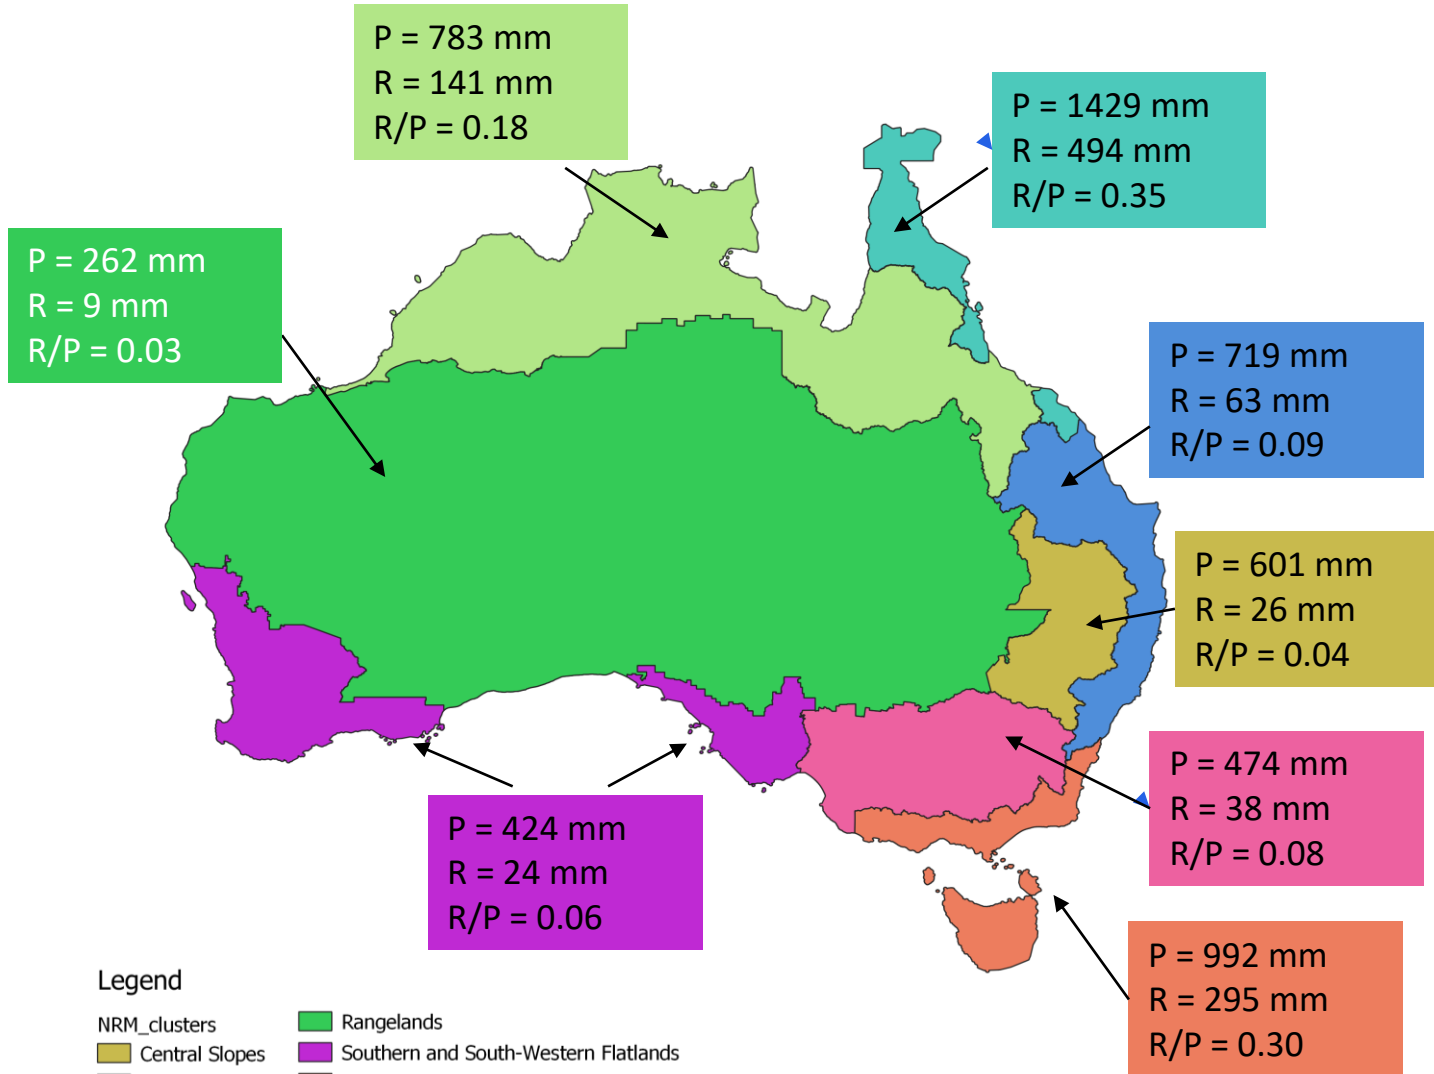 P = 783 mm
R = 141 mm
R/P = 0.18
P = 1429 mm
R = 494 mm
R/P = 0.35
P = 262 mm
R = 9 mm
R/P = 0.03
P = 719 mm
R = 63 mm
R/P = 0.09
P = 601 mm
R = 26 mm
R/P = 0.04
P = 474 mm
R = 38 mm
R/P = 0.08
P = 424 mm
R = 24 mm
R/P = 0.06
P = 992 mm
R = 295 mm
R/P = 0.30
Legend
NRM_clusters
Rangelands
Central Slopes
Southern and South-Western Flatlands